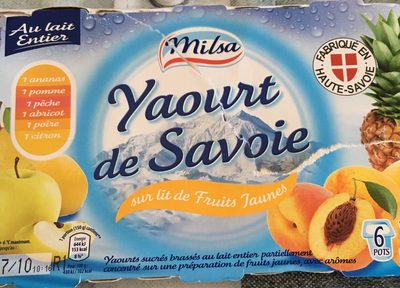 Au lait
Entier
Milsa
FABRIQUÉ EN
HAUTE-SAVOIE
1 ananas
1 pomme
1 pêche
1 abricot
1 poire
1 citron
Yaourt
de Savoie
sur lit de Fruits Jaunes
6
POTS
7/10
Yaourts sucrés brassés au lait entier partiellement
concentré sur une préparation de fruits jaunes, avec arômes